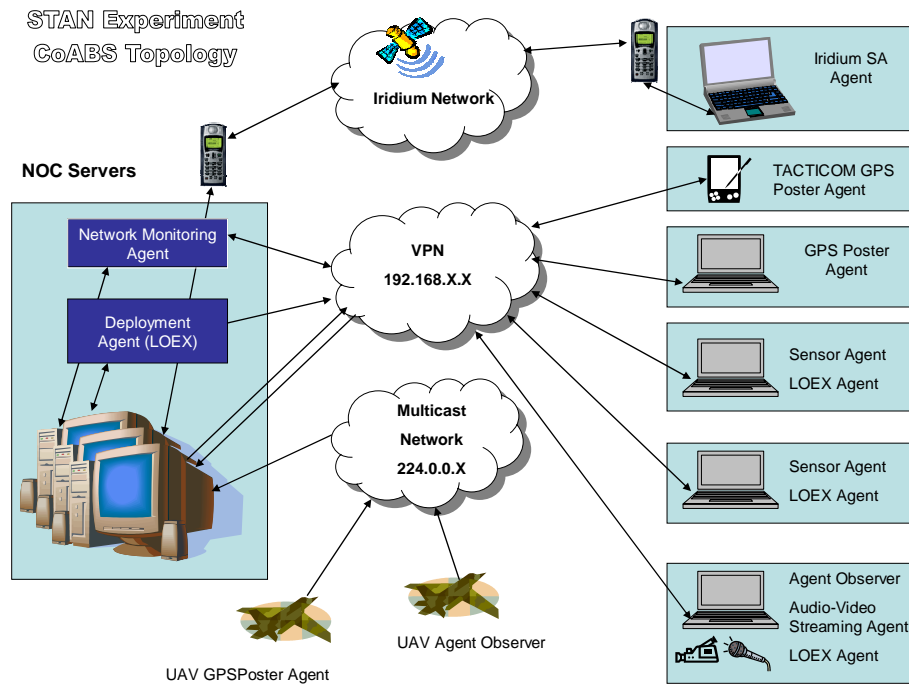 STAN Experiment
CoABS Topology
Iridium Network
Iridium SA
Agent
NOC Servers
TACTICOM GPS
Poster Agent
Network Monitoring
Agent
VPN
192.168.X.X
GPS Poster
Agent
Deployment
Agent (LOEX)
Sensor Agent
LOEX Agent
Multicast
Network
224.0.0.X
Sensor Agent
LOEX Agent
Agent Observer
Audio-Video
Streaming Agent
LOEX Agent
UAV Agent Observer
UAV GPSPoster Agent